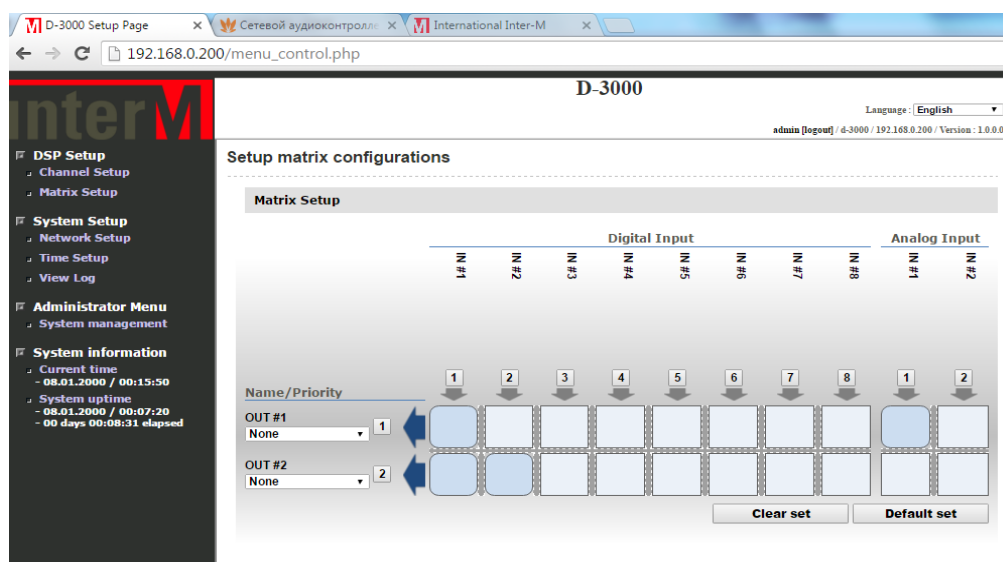 D-3000 Setup Page
Сетевой аудиоконтролле
International Inter-M
192.168.0.200/menu_control.php
interM
D-3000
Language : English
admin [logout] / d-3000 / 192.168.0.200 / Version : 1.0.0.0
DSP Setup
Channel Setup
Matrix Setup
System Setup
Network Setup
Time Setup
View Log
Administrator Menu
System management
System information
Current time
- 08.01.2000 / 00:15:50
System uptime
- 08.01.2000 / 00:07:20
- 00 days 00:08:31 elapsed
Setup matrix configurations
Matrix Setup
Digital Input Analog Input
IN #1 IN #2 IN #3 IN #4 IN #5 IN #6 IN #7 IN #8 IN #1 IN #2
1 2 3 4 5 6 7 8 1 2
Name/Priority
OUT #1
None 1
OUT #2
None 2
Clear set Default set